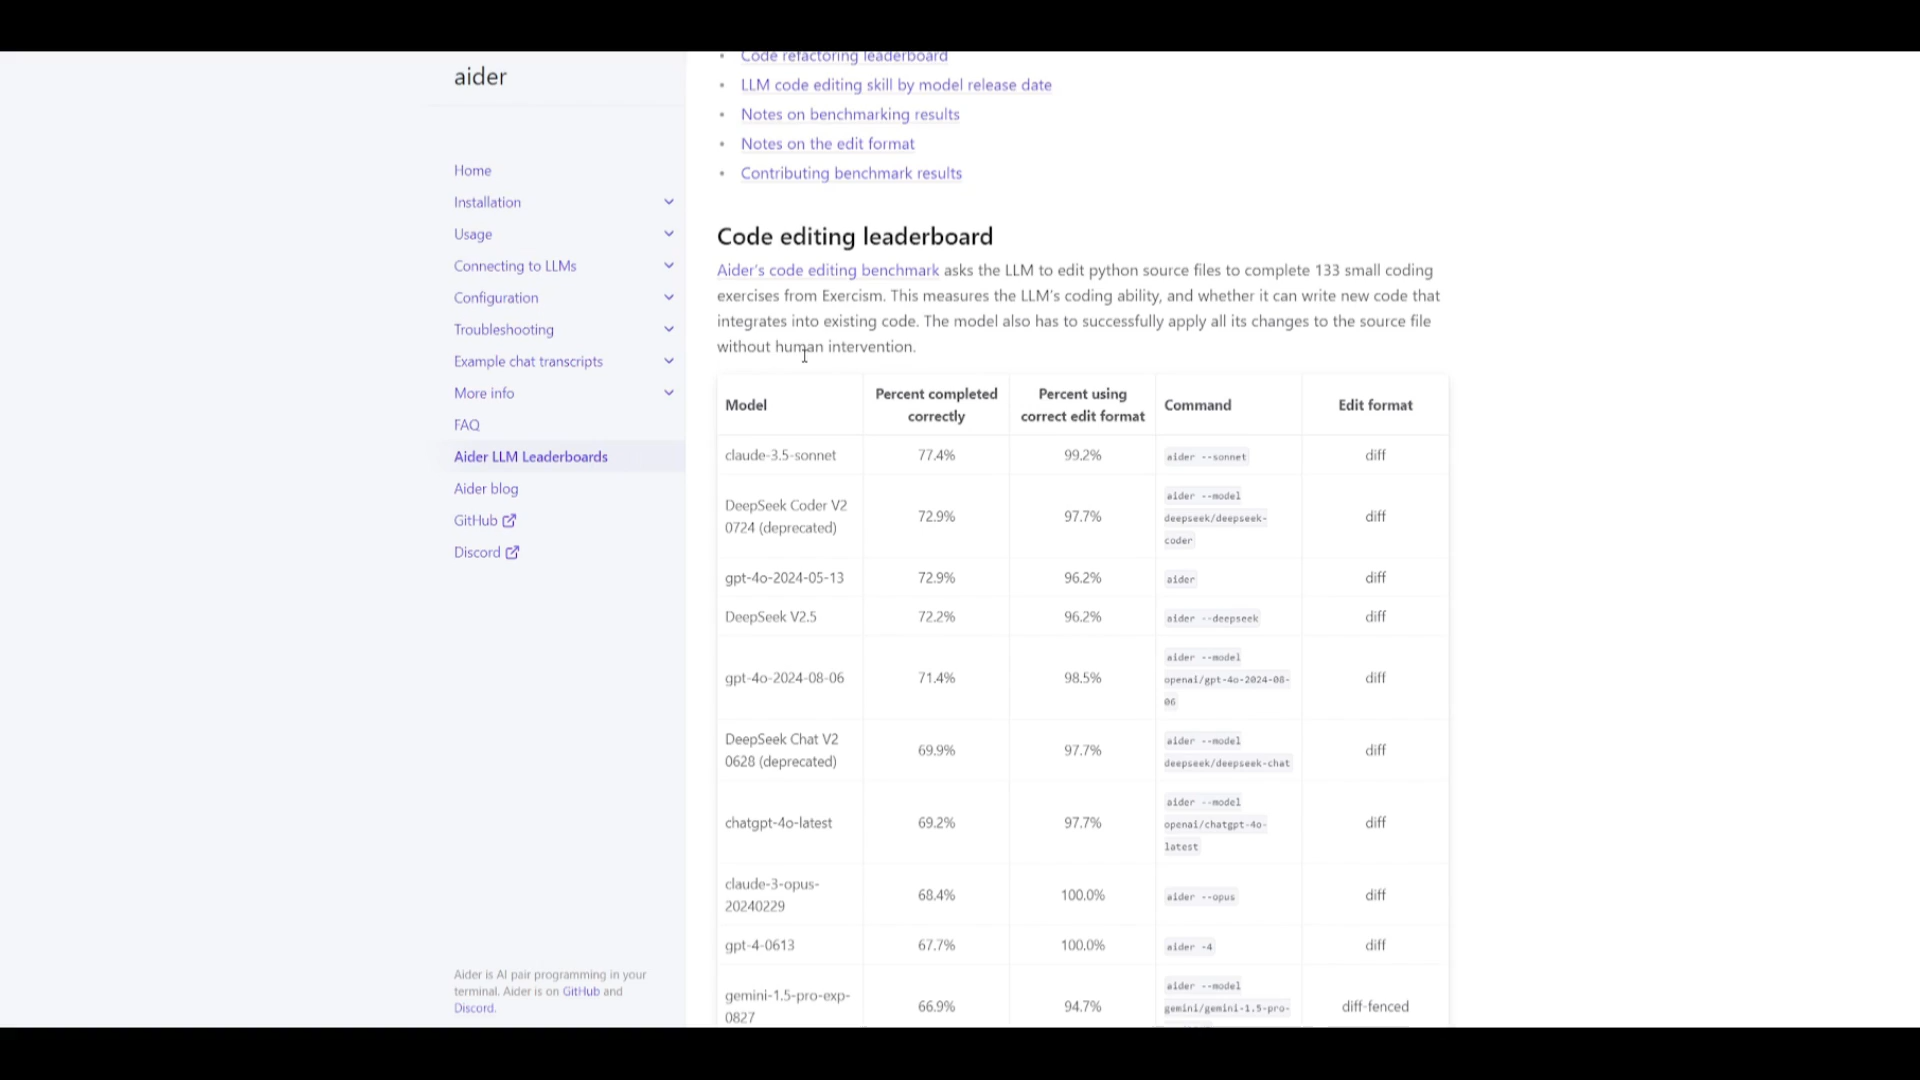 aider
Home
Installation
Usage
Connecting to LLMs
Configuration
Troubleshooting
Example chat transcripts
More info
FAQ
Aider LLM Leaderboards
Aider blog
GitHub
Discord
Aider is AI pair programming in your
terminal. Aider is on GitHub and
Discord.
• Code refactoring leaderboard
• LLM code editing skill by model release date
• Notes on benchmarking results
• Notes on the edit format
• Contributing benchmark results
Code editing leaderboard
Aider's code editing benchmark asks the LLM to edit python source files to complete 133 small coding
exercises from Exercism. This measures the LLM's coding ability, and whether it can write new code that
integrates into existing code. The model also has to successfully apply all its changes to the source file
without human intervention.
Model
Percent completed
correctly
Percent using
correct edit format
Command
Edit format
claude-3.5-sonnet
77.4%
99.2%
aider --sonnet
diff
DeepSeek Coder V2
0724 (deprecated)
72.9%
97.7%
aider --model
deepseek/deepseek-
coder
diff
gpt-4o-2024-05-13
72.9%
96.2%
aider
diff
DeepSeek V2.5
72.2%
96.2%
aider --deepseek
diff
gpt-4o-2024-08-06
71.4%
98.5%
aider --model
openai/gpt-4o-2024-08-
06
diff
DeepSeek Chat V2
0628 (deprecated)
69.9%
97.7%
aider --model
deepseek/deepseek-chat
diff
chatgpt-4o-latest
69.2%
97.7%
aider --model
openai/chatgpt-4o-
latest
diff
claude-3-opus-
20240229
68.4%
100.0%
aider --opus
diff
gpt-4-0613
67.7%
100.0%
aider -4
diff
gemini-1.5-pro-exp-
0827
66.9%
94.7%
aider --model
gemini/gemini-1.5-pro-
diff-fenced